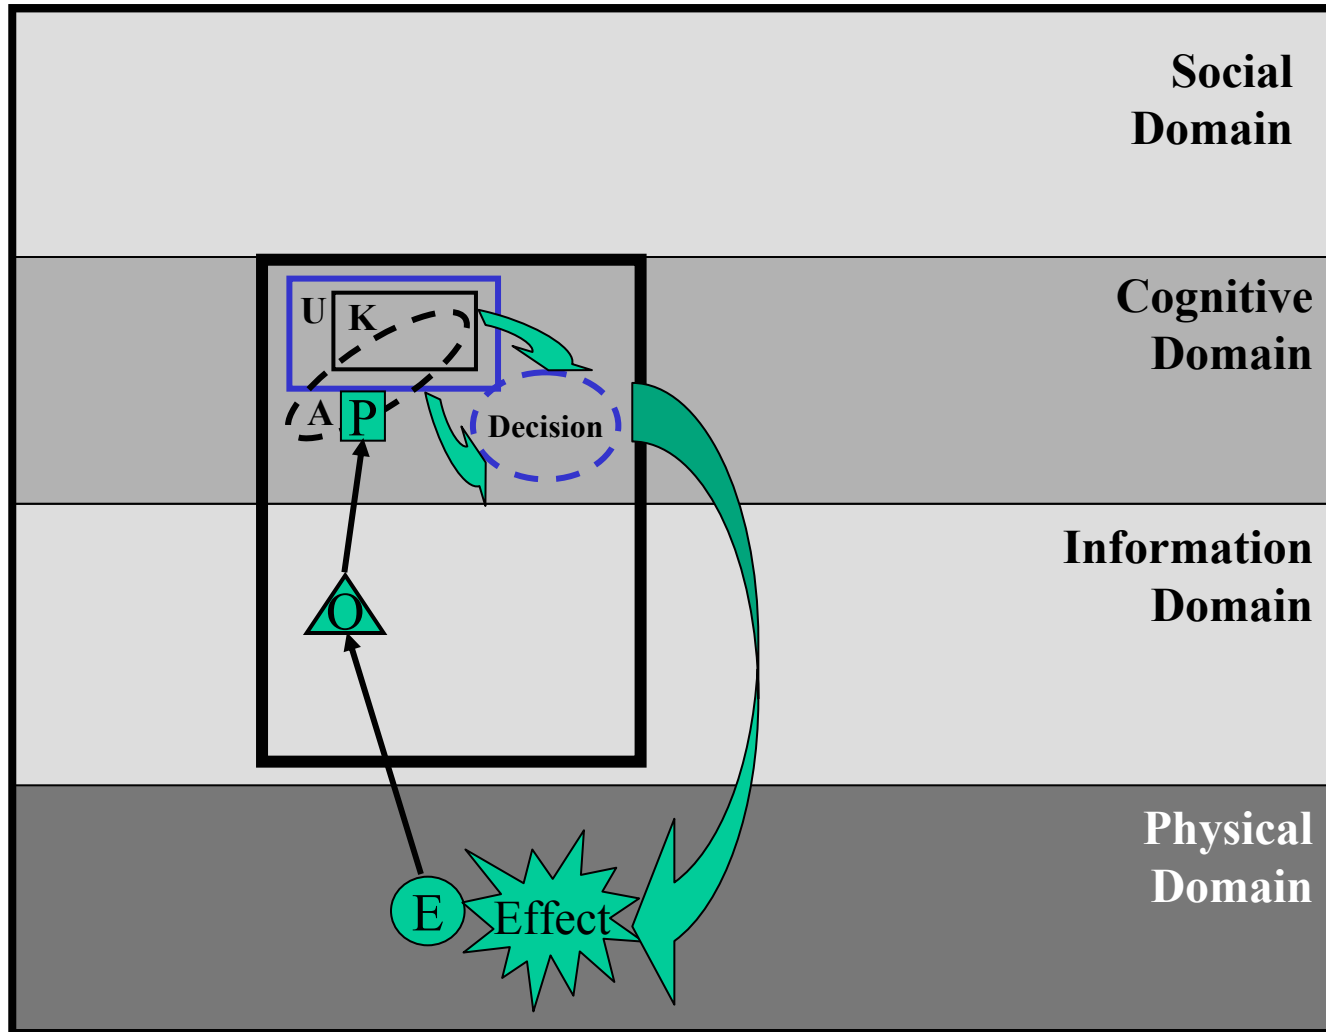 Social
Domain
Cognitive
Domain
U
K
A
P
Decision
Information
Domain
O
Physical
Domain
E
Effect